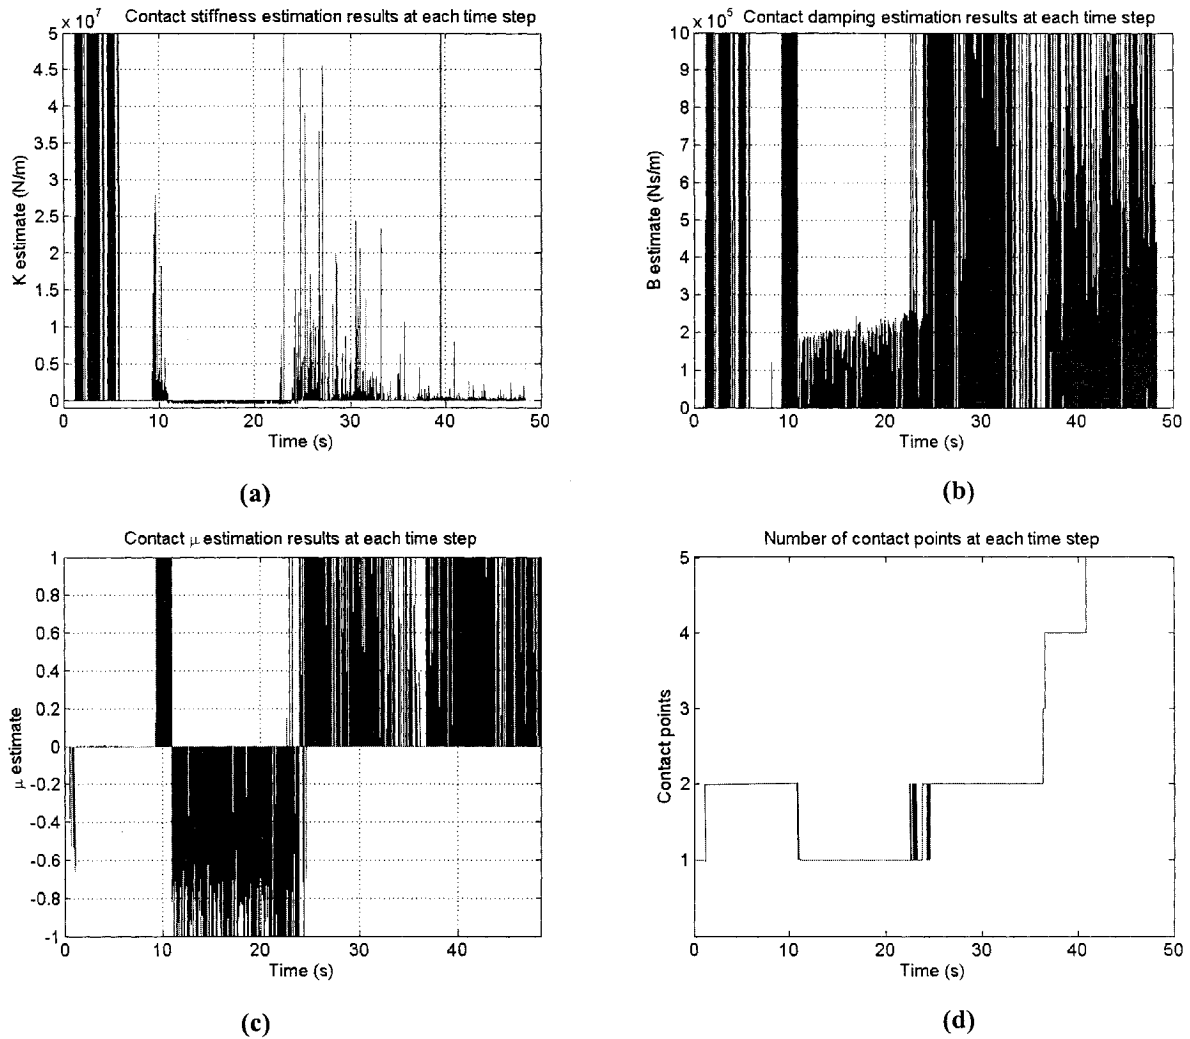 Contact stiffness estimation results at each time step
× 10^7
5
4.5
4
3.5
3
2.5
2
1.5
1
0.5
0
K estimate (N/m)
0 10 20 30 40 50
Time (s)
(a)
Contact damping estimation results at each time step
× 10^5
10
9
8
7
6
5
4
3
2
1
0
B estimate (Ns/m)
0 10 20 30 40 50
Time (s)
(b)
Contact μ estimation results at each time step
1
0.8
0.6
0.4
0.2
0
-0.2
-0.4
-0.6
-0.8
-1
μ estimate
0 10 20 30 40
Time (s)
(c)
Number of contact points at each time step
5
4
3
2
1
Contact points
0 10 20 30 40 50
Time (s)
(d)